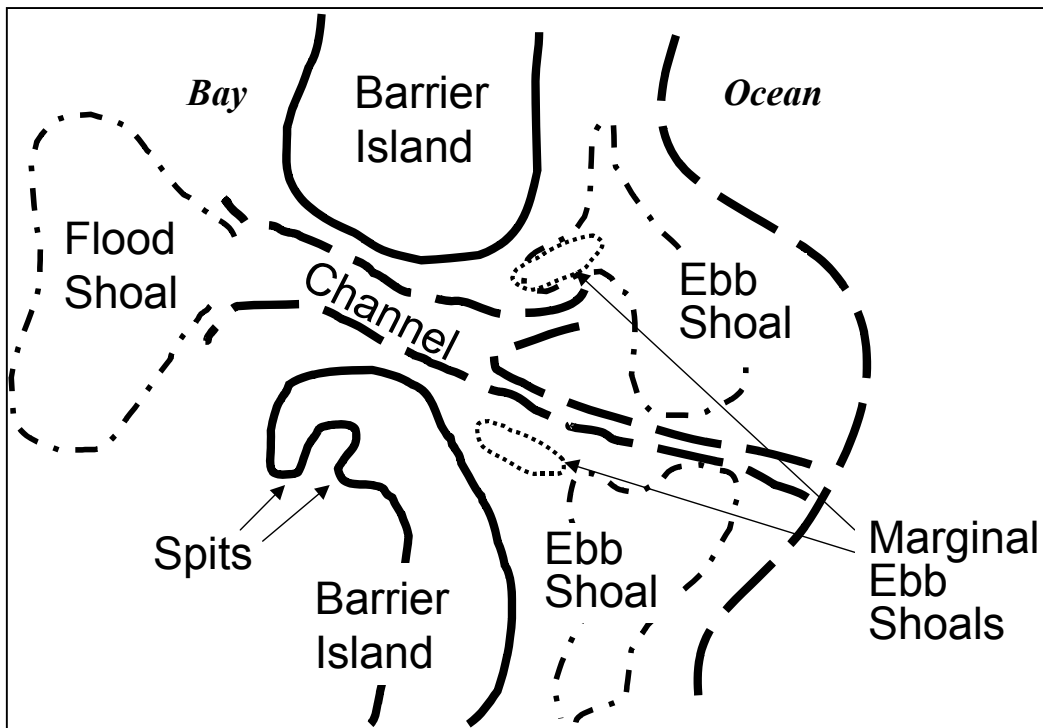 Bay
Barrier
Island
Ocean
Flood
Shoal
Channel
Ebb
Shoal
Spits
Barrier
Island
Ebb
Shoal
Marginal
Ebb
Shoals